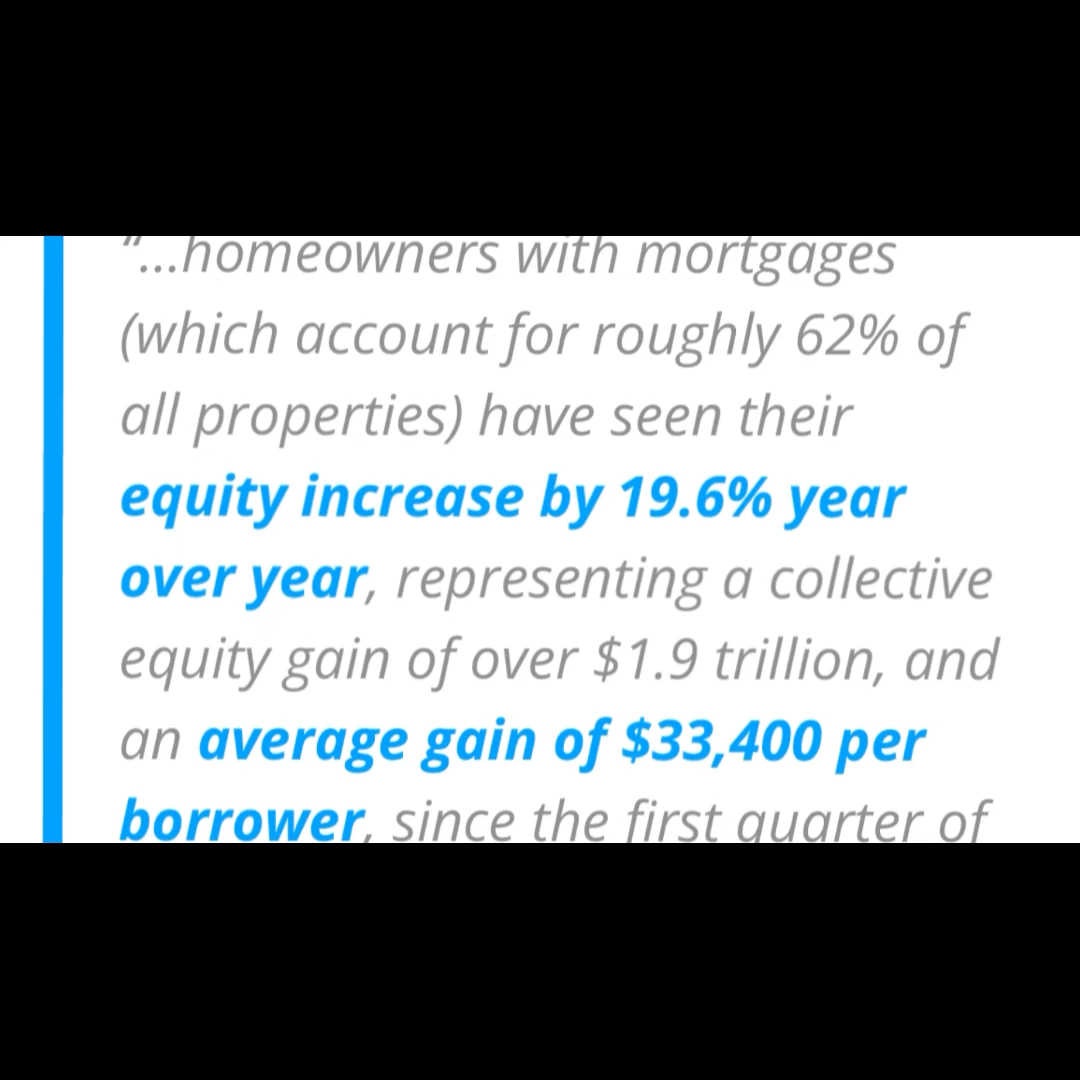 “...homeowners with mortgages
(which account for roughly 62% of
all properties) have seen their
equity increase by 19.6% year
over year, representing a collective
equity gain of over $1.9 trillion, and
an average gain of $33,400 per
borrower, since the first quarter of